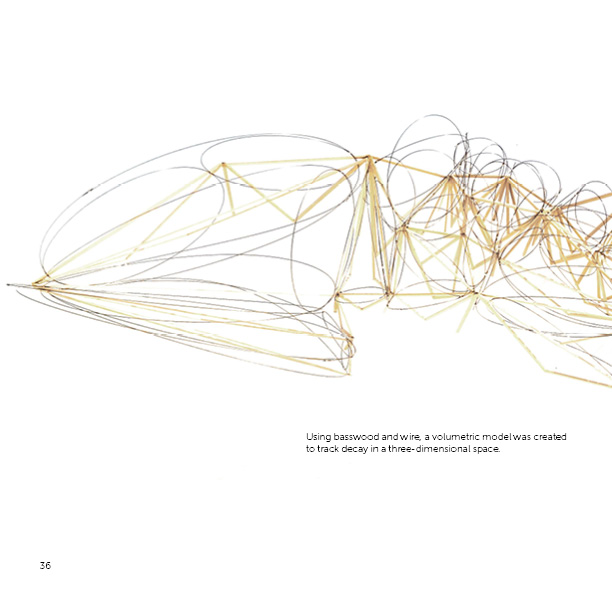 Using basswood and wire, a volumetric model was created
to track decay in a three-dimensional space.
36